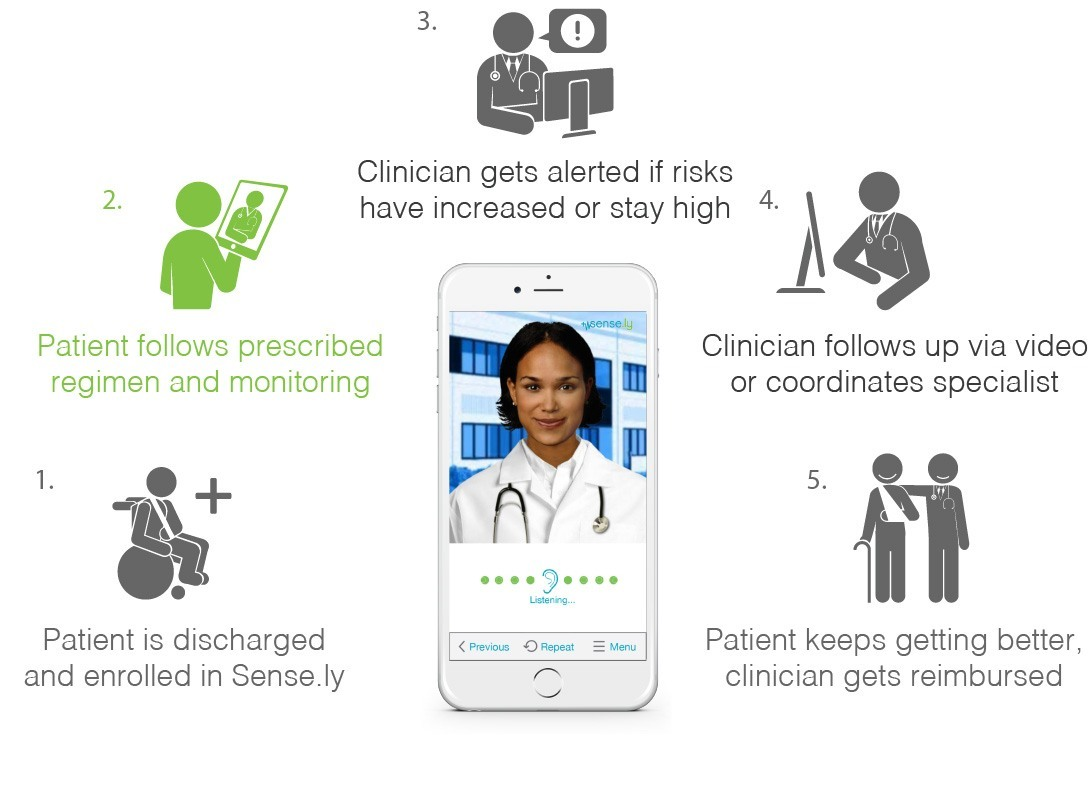 3.
Clinician gets alerted if risks
have increased or stay high
2.
Patient follows prescribed
regimen and monitoring
4.
Clinician follows up via video
or coordinates specialist
1.
Patient is discharged
and enrolled in Sense.ly
5.
Patient keeps getting better,
clinician gets reimbursed
sense.ly
Listening...
Previous Repeat Menu